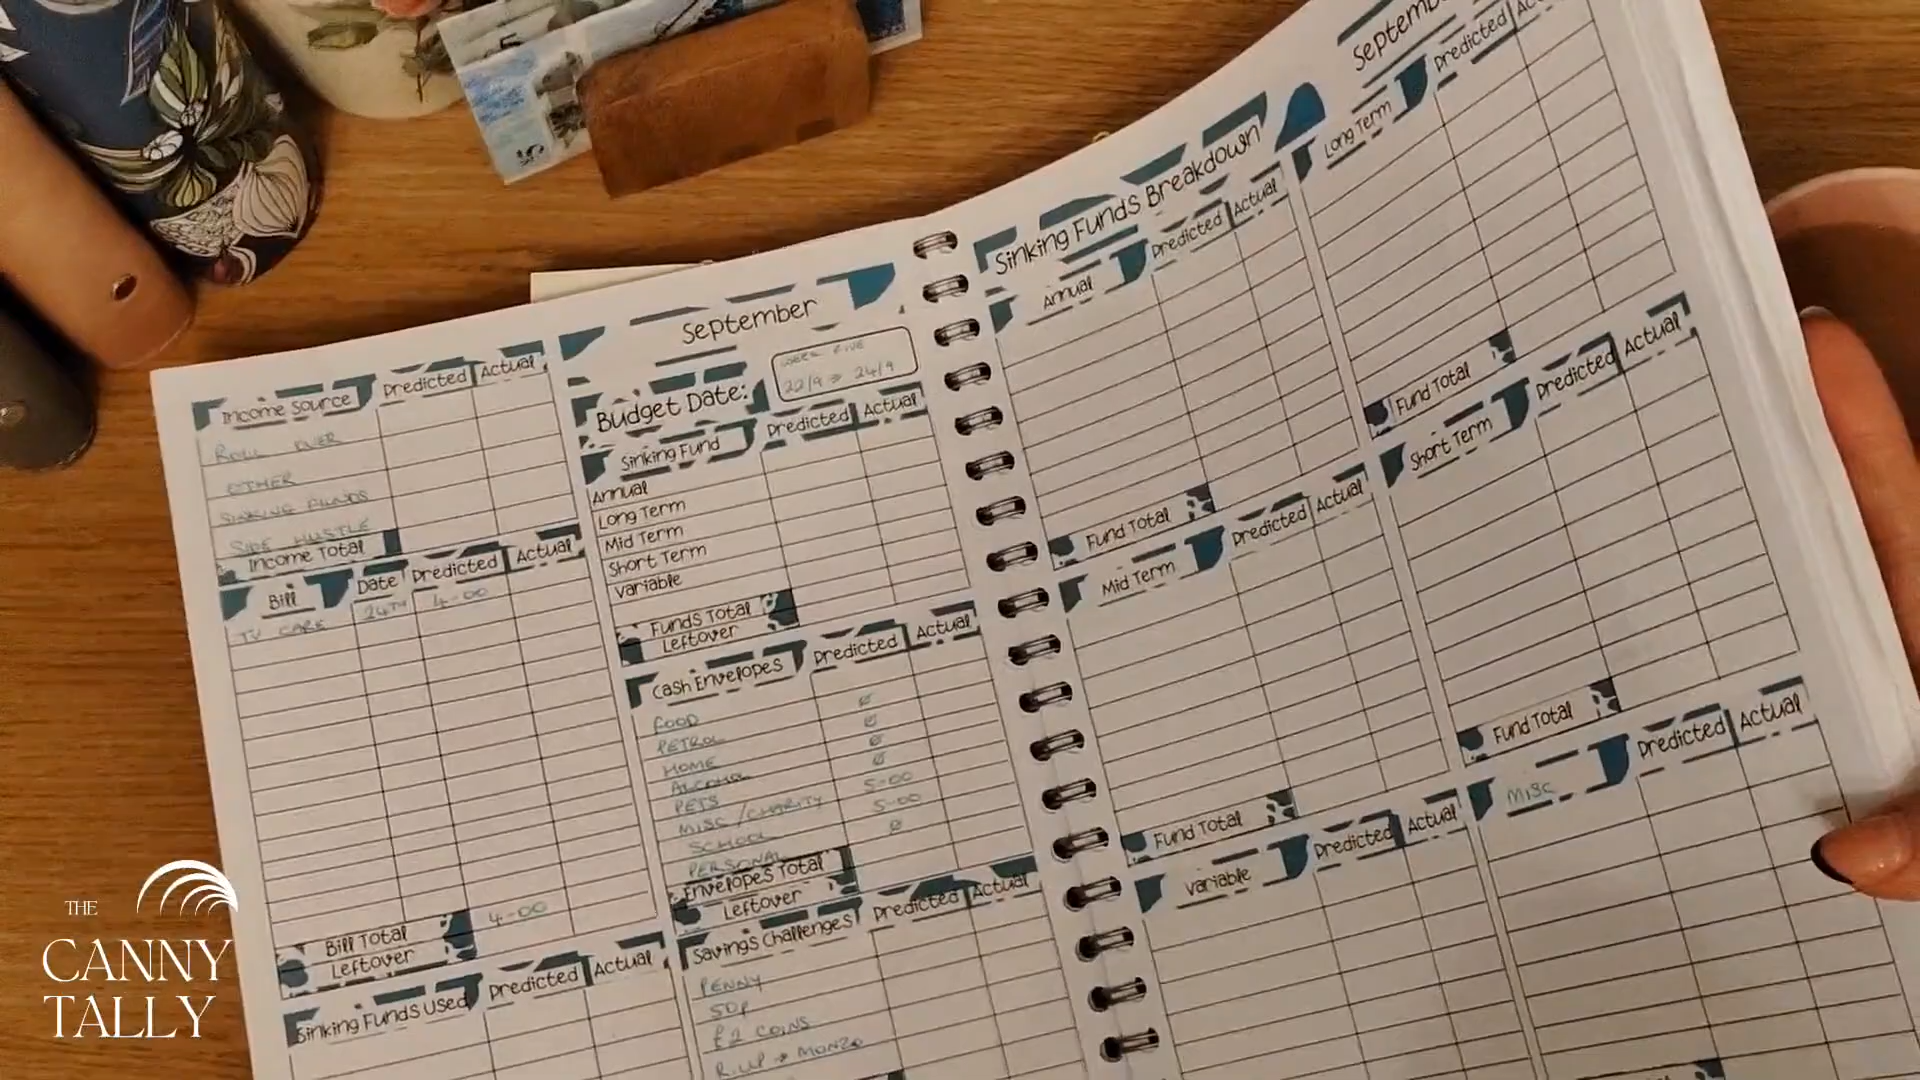 Income Source Predicted Actual
ROLL OVER
OTHER
SINKING FUNDS
SIDE HUSTLE
Income Total
Bill Date Predicted Actual
TV CARE 24TH 4-00
Bill Total 4-00
Leftover
Sinking Funds Used Predicted Actual
September
Budget Date:
WEEK FIVE
22/9 → 24/9
Sinking Fund Predicted Actual
Annual
Long Term
Mid Term
Short Term
Variable
Funds Total
Leftover
Cash Envelopes Predicted Actual
FOOD Ø
PETROL Ø
HOME Ø
ALCOHOL Ø
PETS 5-00
MISC/CHARITY 5-00
SCHOOL Ø
PERSONAL
Envelopes Total
Leftover
Savings Challenges Predicted Actual
PENNY
50P
£2 COINS
R.UP → MONZO
Sinking Funds Breakdown
Annual Predicted Actual
Fund Total
Mid Term Predicted Actual
Fund Total
Variable Predicted Actual
Long Term Predicted
Fund Total
Short Term Predicted Actual
Fund Total
MISC Predicted Actual
5
THE
CANNY
TALLY